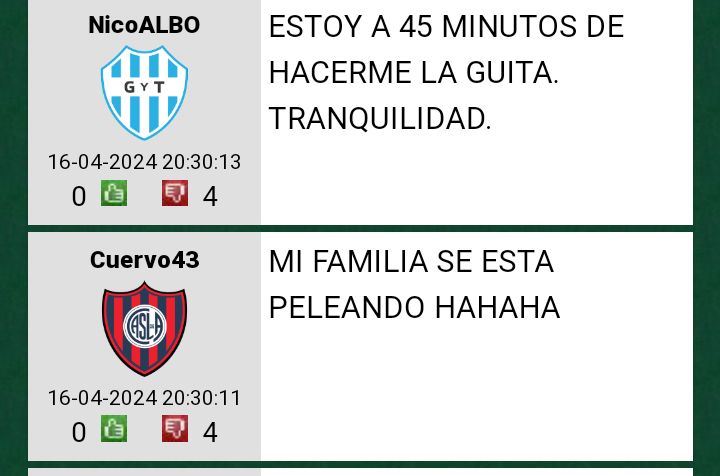 NicoALBO
G Y T
16-04-2024 20:30:13
0 4
ESTOY A 45 MINUTOS DE
HACERME LA GUITA.
TRANQUILIDAD.
Cuervo43
CASLA
16-04-2024 20:30:11
0 4
MI FAMILIA SE ESTA
PELEANDO HAHAHA